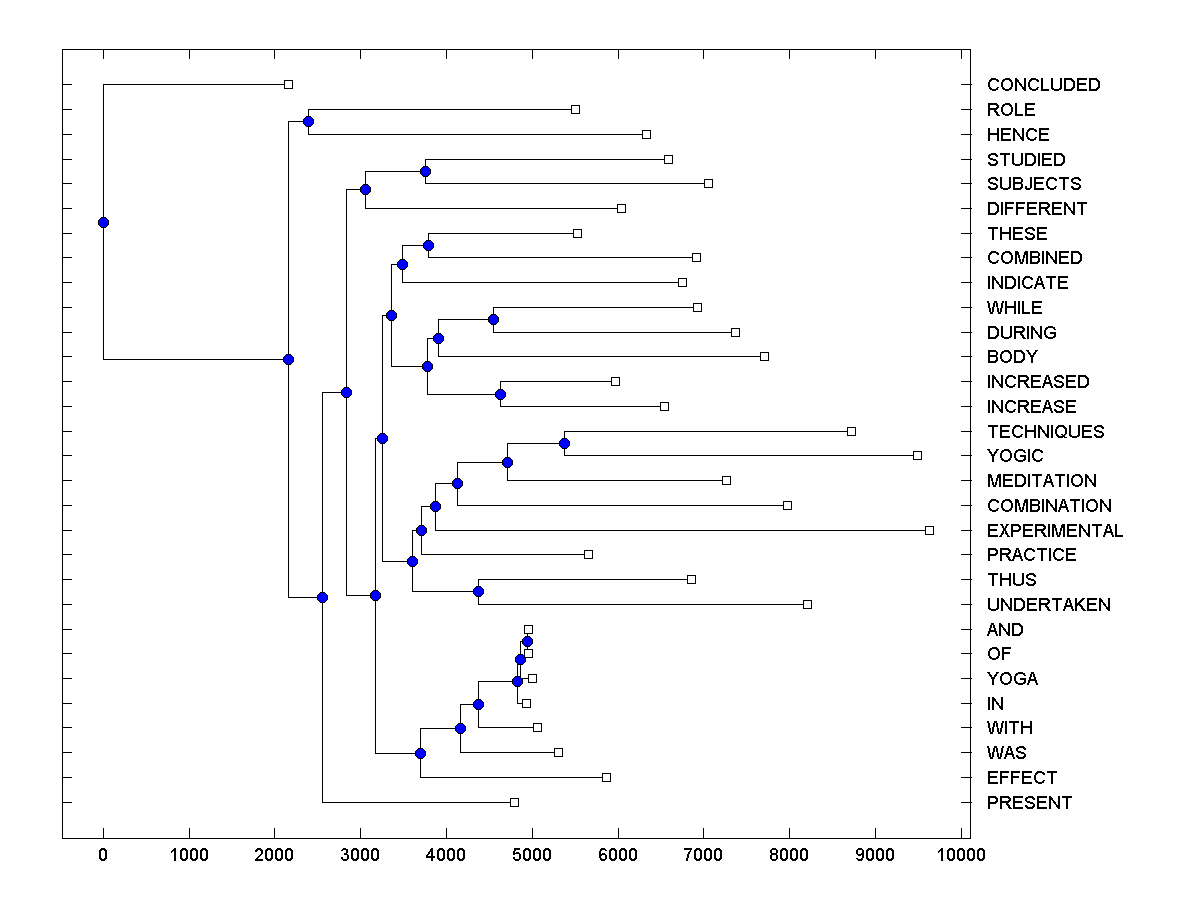 CONCLUDED
ROLE
HENCE
STUDIED
SUBJECTS
DIFFERENT
THESE
COMBINED
INDICATE
WHILE
DURING
BODY
INCREASED
INCREASE
TECHNIQUES
YOGIC
MEDITATION
COMBINATION
EXPERIMENTAL
PRACTICE
THUS
UNDERTAKEN
AND
OF
YOGA
IN
WITH
WAS
EFFECT
PRESENT
0 1000 2000 3000 4000 5000 6000 7000 8000 9000 10000